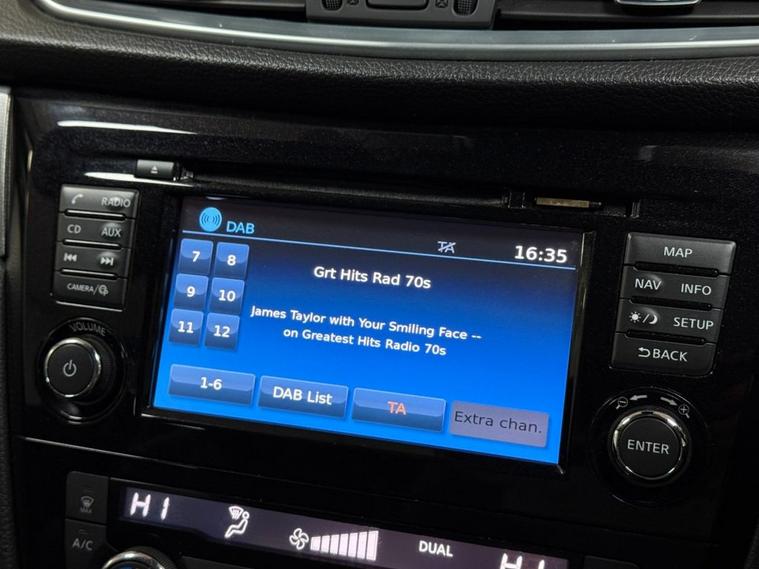 RADIO
CD AUX
CAMERA/
VOLUME
DAB
TA
16:35
7 8
Grt Hits Rad 70s
9 10
James Taylor with Your Smiling Face --
on Greatest Hits Radio 70s
11 12
1-6
DAB List
TA
Extra chan.
MAP
NAV INFO
SETUP
BACK
ENTER
MAX
A/C
HI
DUAL
HI